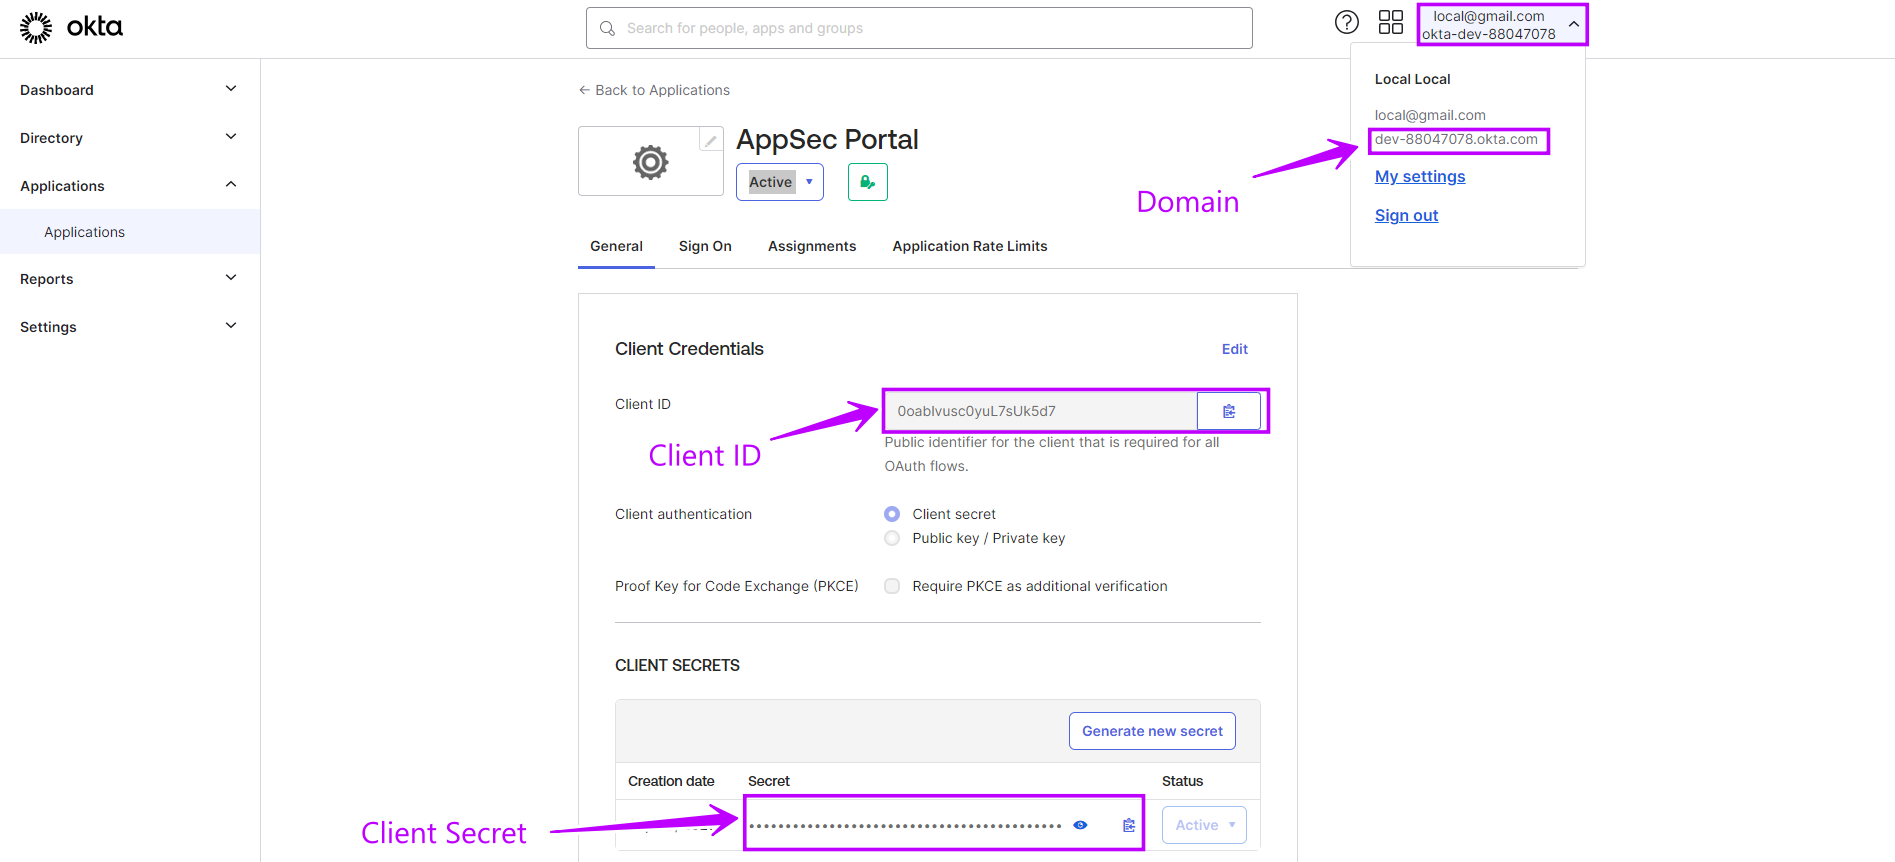 okta
Search for people, apps and groups
local@gmail.com
okta-dev-88047078
Dashboard
Directory
Applications
Applications
Reports
Settings
← Back to Applications
AppSec Portal
Active
Local Local
local@gmail.com
dev-88047078.okta.com
My settings
Sign out
Domain
General Sign On Assignments Application Rate Limits
Client Credentials Edit
Client ID
0oablvusc0yuL7sUk5d7
Client ID
Public identifier for the client that is required for all
OAuth flows.
Client authentication
Client secret
Public key / Private key
Proof Key for Code Exchange (PKCE)
Require PKCE as additional verification
CLIENT SECRETS
Generate new secret
Creation date Secret Status
Client Secret
Active